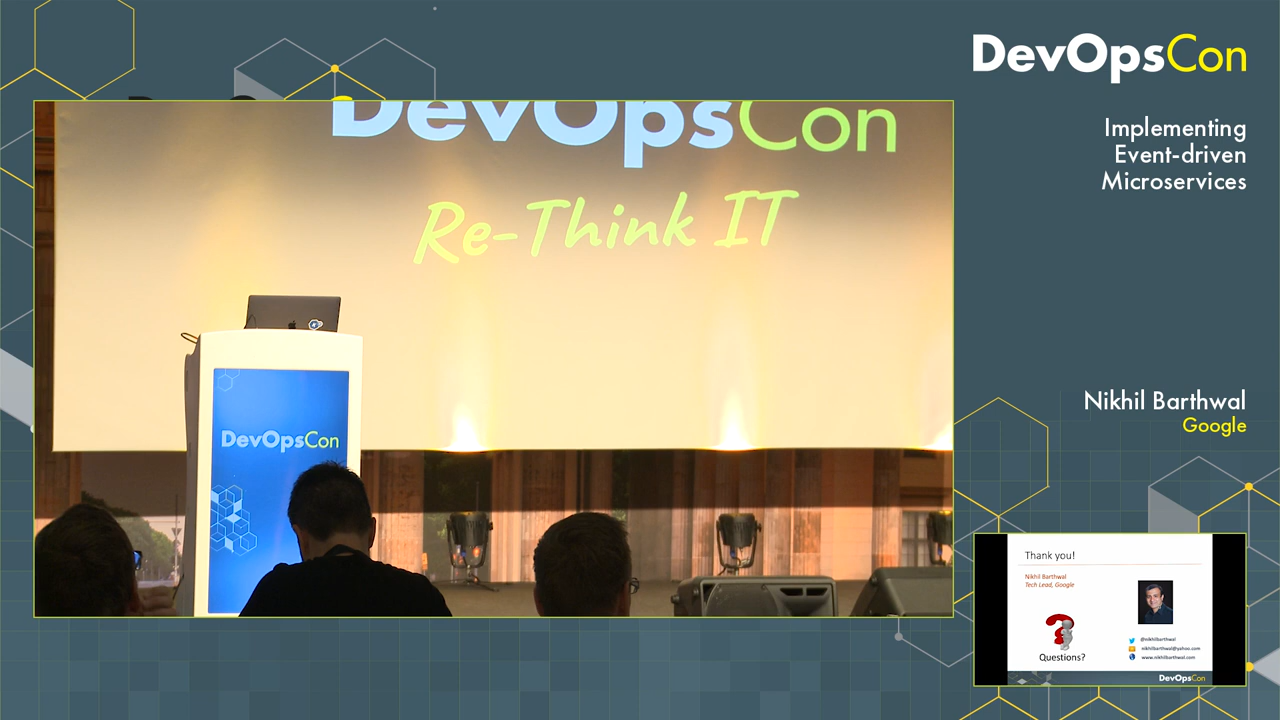 DevOpsCon
Implementing
Event-driven
Microservices
Nikhil Barthwal
Google
DevOpsCon
Re-Think IT
DevOpsCon
Thank you!
Nikhil Barthwal
Tech Lead, Google
Questions?
@nikhilbarthwal
nikhilbarthwal@yahoo.com
www.nikhilbarthwal.com
DevOpsCon